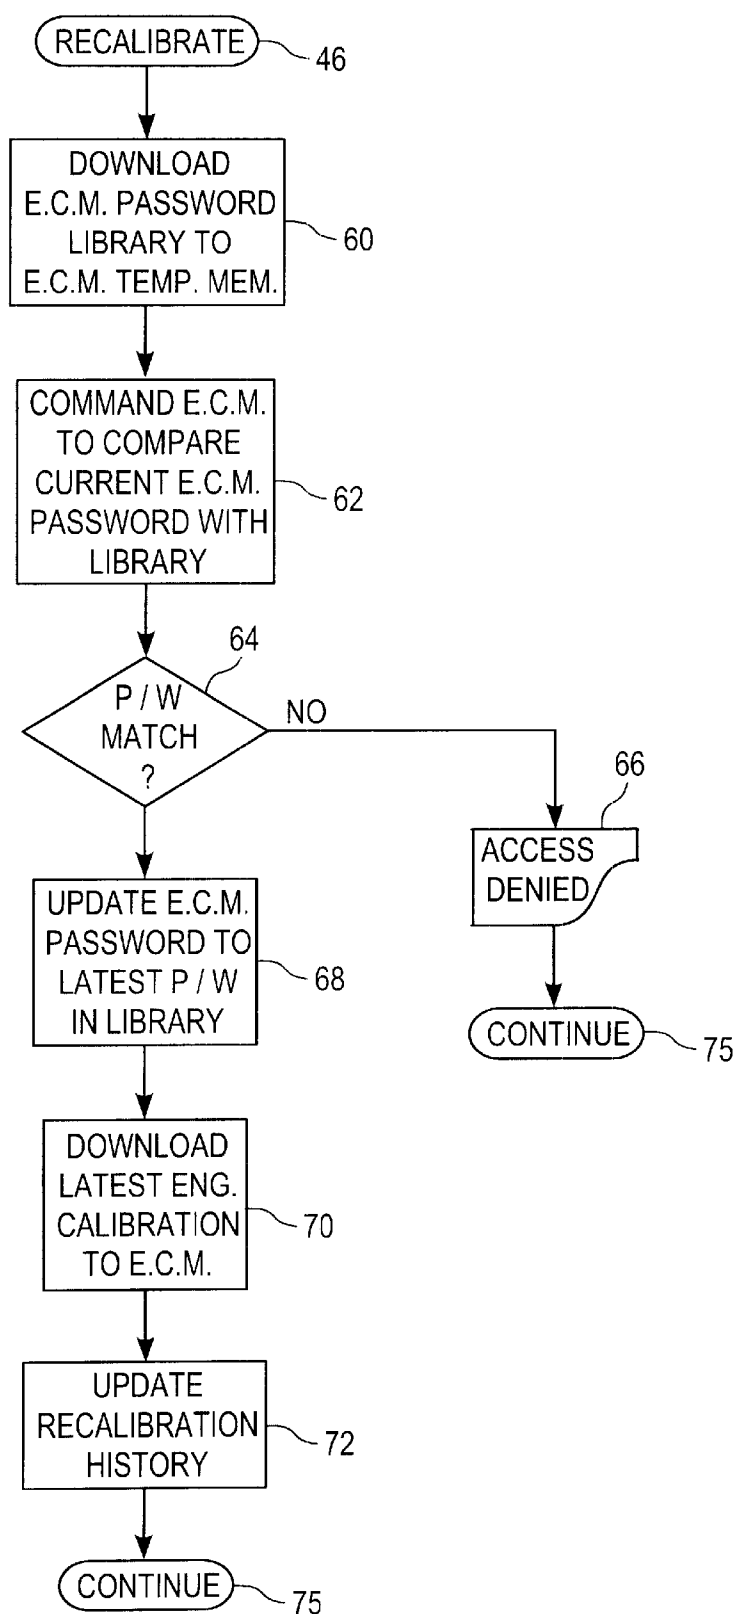 RECALIBRATE
46
DOWNLOAD
E.C.M. PASSWORD
LIBRARY TO
E.C.M. TEMP. MEM.
60
COMMAND E.C.M.
TO COMPARE
CURRENT E.C.M.
PASSWORD WITH
LIBRARY
62
64
P / W
MATCH
?
NO
66
ACCESS
DENIED
CONTINUE
75
UPDATE E.C.M.
PASSWORD TO
LATEST P / W
IN LIBRARY
68
DOWNLOAD
LATEST ENG.
CALIBRATION
TO E.C.M.
70
UPDATE
RECALIBRATION
HISTORY
72
CONTINUE
75